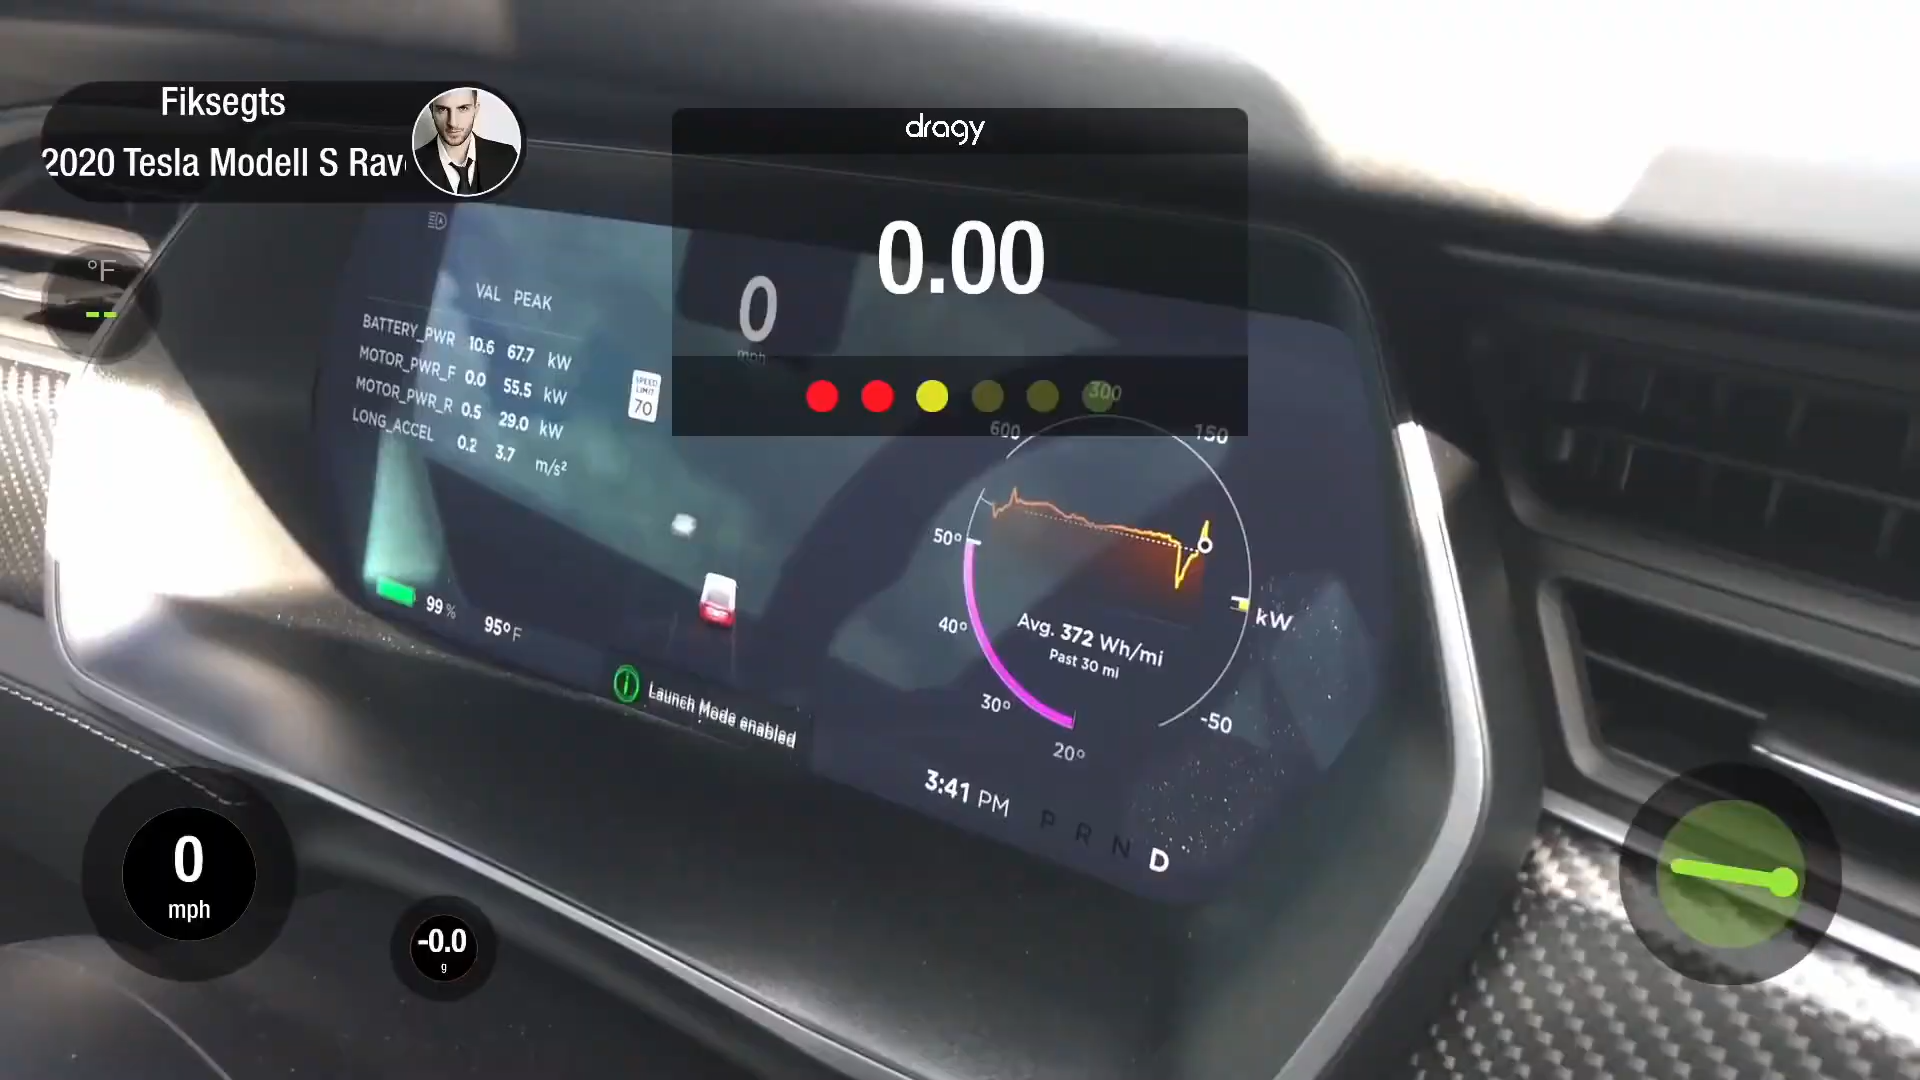 Fiksegts
2020 Tesla Modell S Rav
dragy
0.00
°F
--
VAL PEAK
BATTERY_PWR 10.6 67.7 kW
MOTOR_PWR_F 0.0 55.5 kW
MOTOR_PWR_R 0.5 29.0 kW
LONG_ACCEL 0.2 3.7 m/s²
0
mph
SPEED
LIMIT
70
300
600
150
50°
40°
30°
20°
kW
-50
Avg. 372 Wh/mi
Past 30 mi
99 %
95° F
Launch Mode enabled
3:41 PM
P R N D
0
mph
-0.0
g